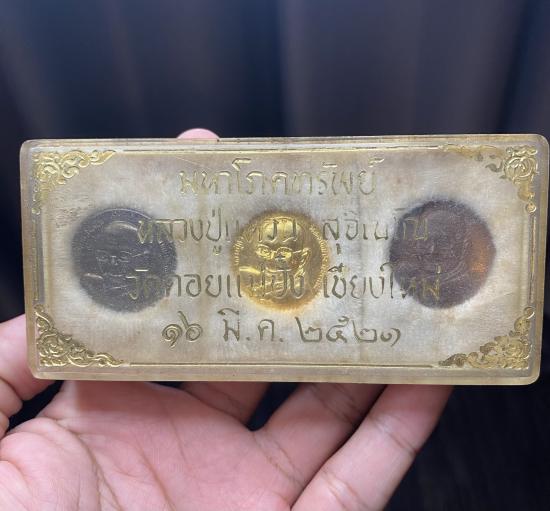 มหาโภคทรัพย์
หลวงปู่แหวน สุจิณโณ
วัดดอยแม่ปั๋ง เชียงใหม่
๑๖ มี.ค. ๒๕๒๑